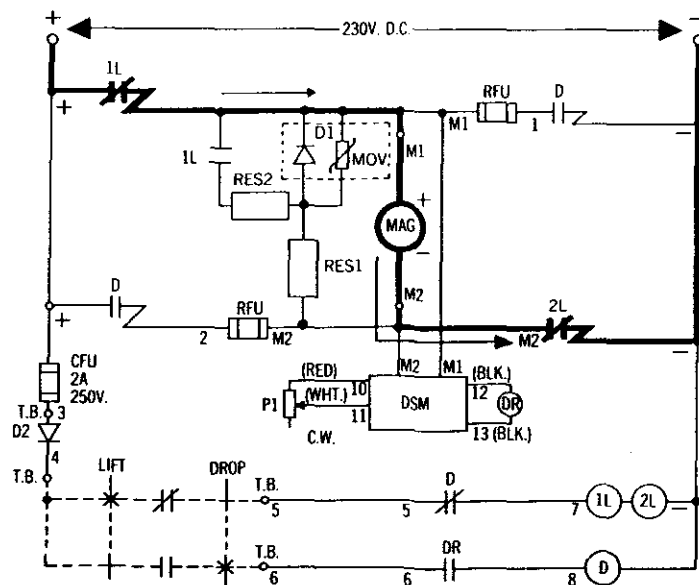 + 230V. D.C. −
1L
+
RFU D
M1 1
−
D1
M1
1L MOV
RES2
+
MAG
−
RES1
M2
D
+
RFU
2 M2
2L
M2
CFU
2A
250V.
(RED) M2 M1 (BLK.)
10 12
P1 (WHT.) DSM DR
11
C.W. 13 (BLK.)
T.B. 3
D2
4
T.B.
LIFT DROP
T.B. D
5 5 7 1L 2L −
T.B. DR
6 6 8 D